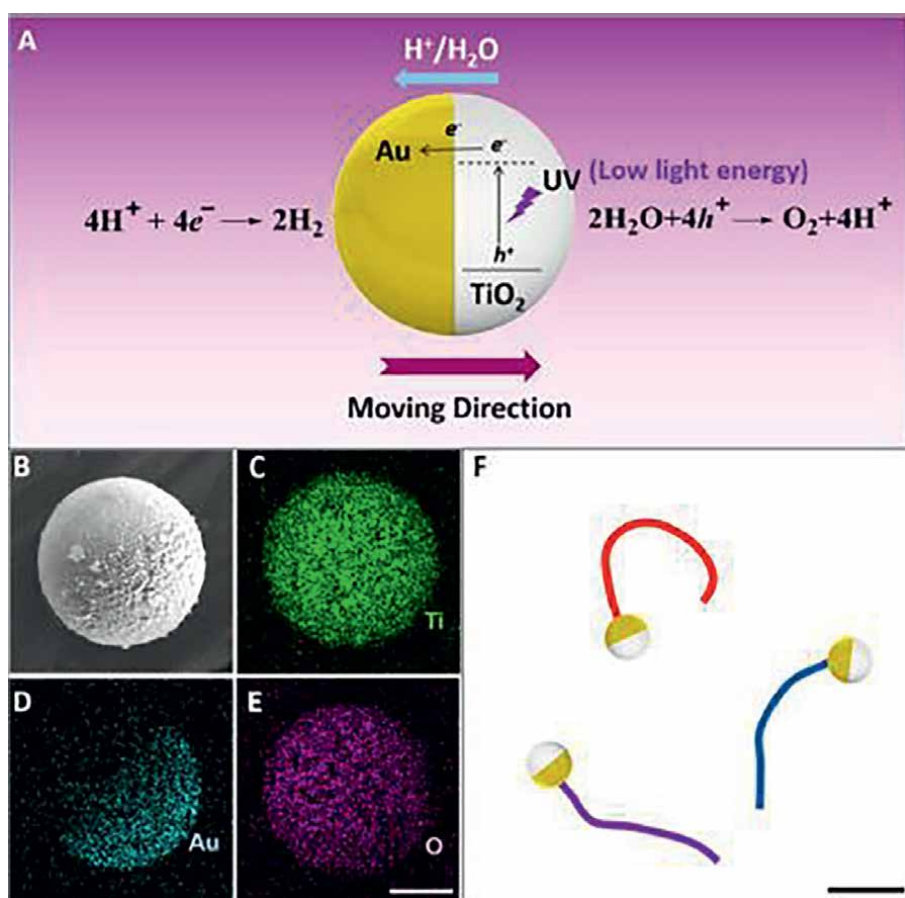 A
H⁺/H₂O
e⁻
e⁻
Au
UV (Low light energy)
4H⁺ + 4e⁻ → 2H₂
2H₂O+4h⁺ → O₂+4H⁺
h⁺
TiO₂
Moving Direction
B
C
Ti
D
Au
E
O
F